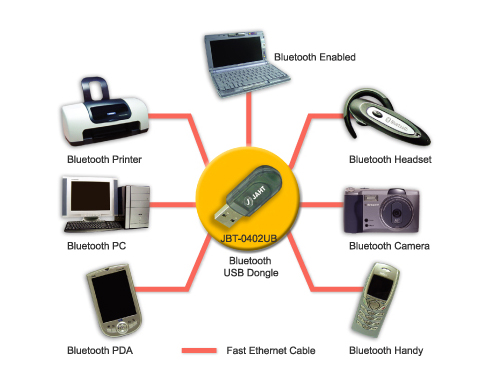 Bluetooth Enabled
Bluetooth Printer
Bluetooth Headset
JAHT
JBT-0402UB
Bluetooth PC
Bluetooth
USB Dongle
Bluetooth Camera
Bluetooth PDA
Fast Ethernet Cable
Bluetooth Handy